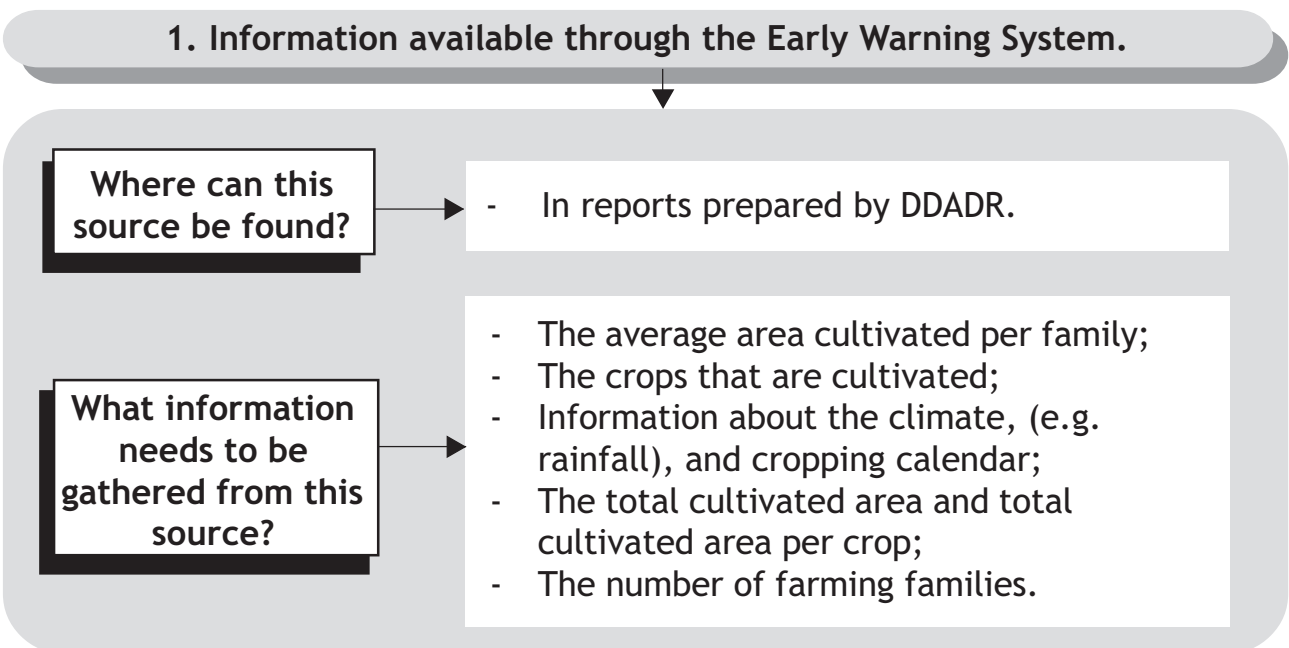 1. Information available through the Early Warning System.
Where can this
source be found?
- In reports prepared by DDADR.
What information
needs to be
gathered from this
source?
- The average area cultivated per family;
- The crops that are cultivated;
- Information about the climate, (e.g.
rainfall), and cropping calendar;
- The total cultivated area and total
cultivated area per crop;
- The number of farming families.